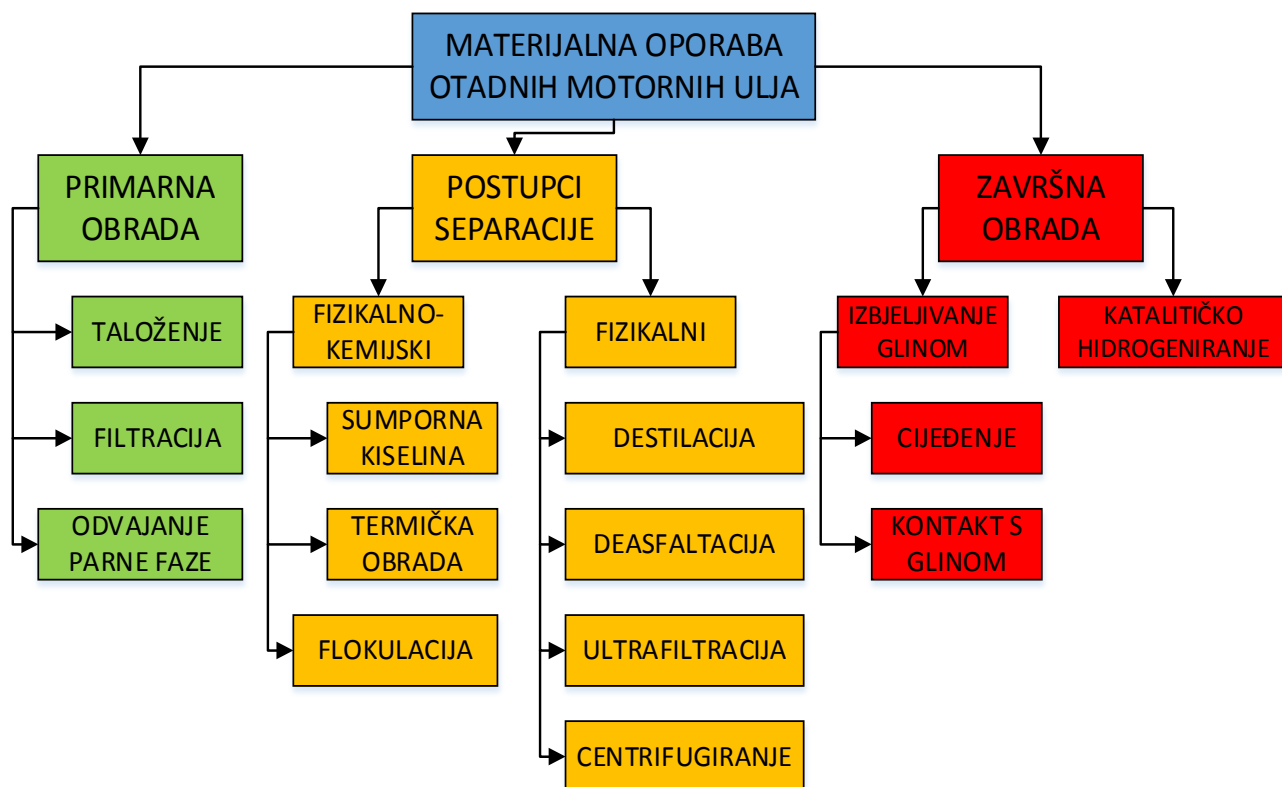 MATERIJALNA OPORABA
OTADNIH MOTORNIH ULJA
PRIMARNA
OBRADA
TALOŽENJE
FILTRACIJA
ODVAJANJE
PARNE FAZE
POSTUPCI
SEPARACIJE
FIZIKALNO-
KEMIJSKI
SUMPORNA
KISELINA
TERMIČKA
OBRADA
FLOKULACIJA
FIZIKALNI
DESTILACIJA
DEASFALTACIJA
ULTRAFILTRACIJA
CENTRIFUGIRANJE
ZAVRŠNA
OBRADA
IZBJELJIVANJE
GLINOM
CIJEĐENJE
KONTAKT S
GLINOM
KATALITIČKO
HIDROGENIRANJE